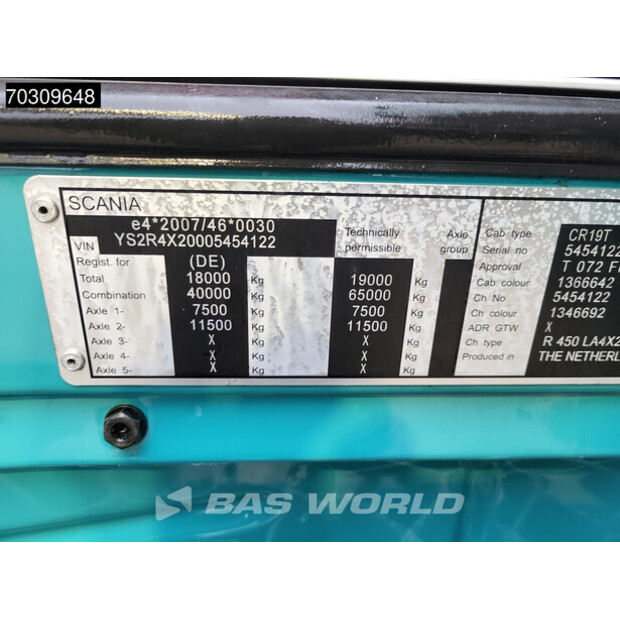 70309648
SCANIA
e4*2007/46*0030
VIN YS2R4X20005454122
Technically permissible
Axle group
Regist. for (DE)
Total 18000 Kg 19000 Kg
Combination 40000 Kg 65000 Kg
Axle 1- 7500 Kg 7500 Kg
Axle 2- 11500 Kg 11500 Kg
Axle 3- X Kg X Kg
Axle 4- X Kg X Kg
Axle 5- X Kg X Kg
Cab type CR19T
Serial no 5454122
Approval T 072 F
Cab colour 1366642
Ch No 5454122
Ch colour 1346692
ADR GTW X
Ch type R 450 LA4X2
Produced in THE NETHERL
BAS WORLD